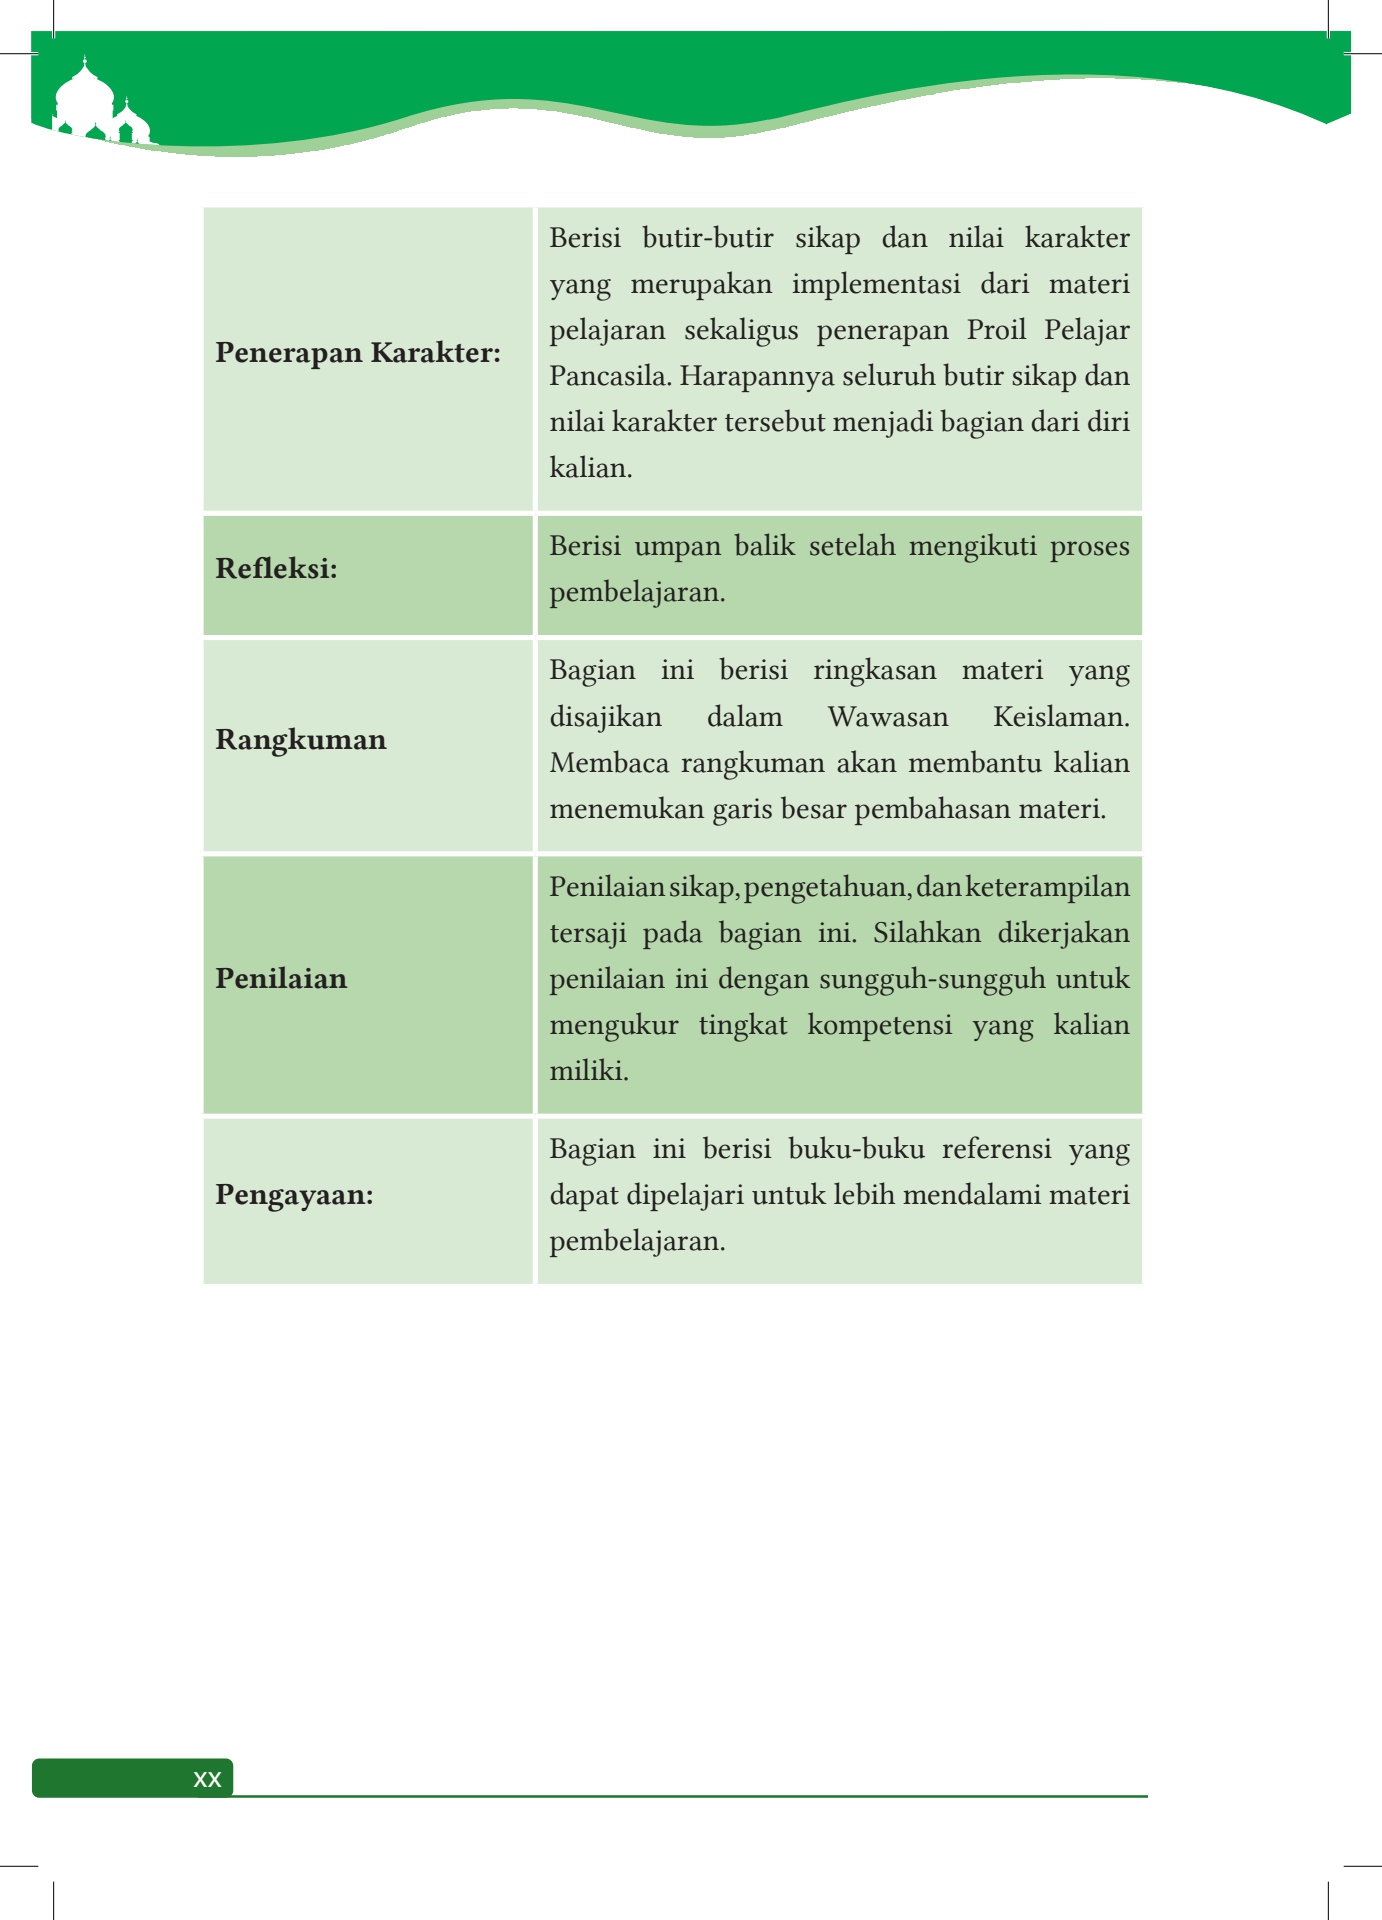 Penerapan Karakter:
Berisi butir-butir sikap dan nilai karakter
yang merupakan implementasi dari materi
pelajaran sekaligus penerapan Proil Pelajar
Pancasila. Harapannya seluruh butir sikap dan
nilai karakter tersebut menjadi bagian dari diri
kalian.
Refleksi:
Berisi umpan balik setelah mengikuti proses
pembelajaran.
Rangkuman
Bagian ini berisi ringkasan materi yang
disajikan dalam Wawasan Keislaman.
Membaca rangkuman akan membantu kalian
menemukan garis besar pembahasan materi.
Penilaian
Penilaian sikap, pengetahuan, dan keterampilan
tersaji pada bagian ini. Silahkan dikerjakan
penilaian ini dengan sungguh-sungguh untuk
mengukur tingkat kompetensi yang kalian
miliki.
Pengayaan:
Bagian ini berisi buku-buku referensi yang
dapat dipelajari untuk lebih mendalami materi
pembelajaran.
xx